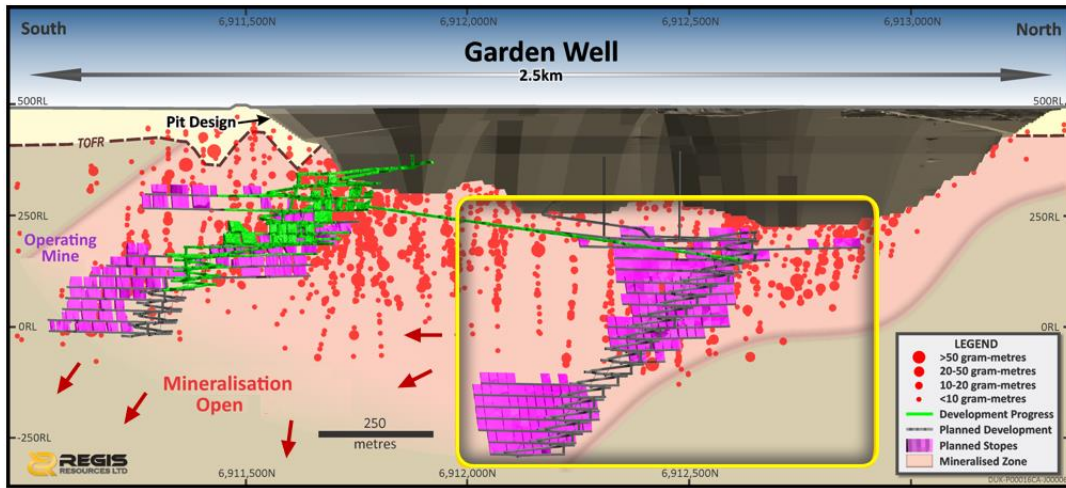 6,911,500N
6,912,000N
6,912,500N
6,913,000N
South
North
Garden Well
2.5km
500RL
500RL
Pit Design
TOFR
250RL
250RL
Operating
Mine
0RL
0RL
Mineralisation
Open
250
metres
-250RL
LEGEND
>50 gram-metres
20-50 gram-metres
10-20 gram-metres
<10 gram-metres
Development Progress
Planned Development
Planned Stopes
Mineralised Zone
REGIS
RESOURCES LTD
6,911,500N
6,912,000N
6,912,500N